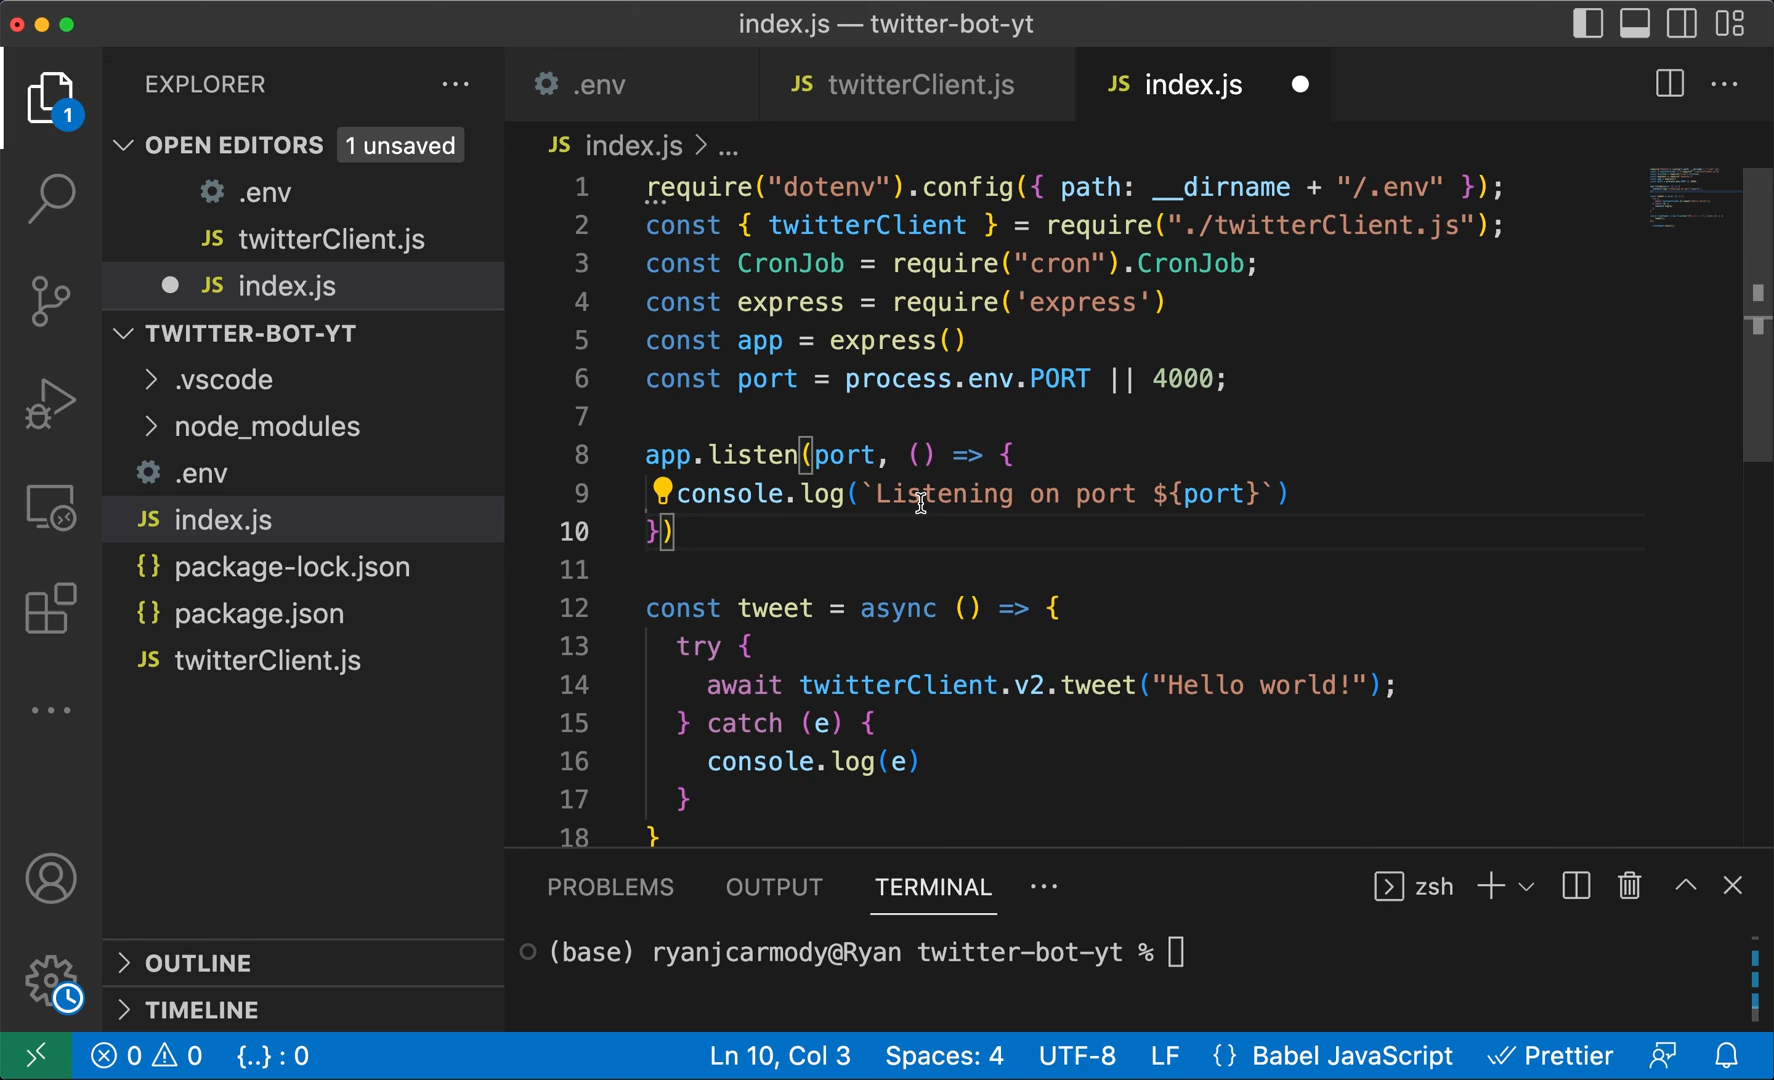 index.js — twitter-bot-yt
EXPLORER
1
OPEN EDITORS 1 unsaved
.env
JS twitterClient.js
JS index.js
TWITTER-BOT-YT
.vscode
node_modules
.env
JS index.js
{} package-lock.json
{} package.json
JS twitterClient.js
OUTLINE
TIMELINE
.env
JS twitterClient.js
JS index.js
JS index.js > ...
1 require("dotenv").config({ path: __dirname + "/.env" });
2 const { twitterClient } = require("./twitterClient.js");
3 const CronJob = require("cron").CronJob;
4 const express = require('express')
5 const app = express()
6 const port = process.env.PORT || 4000;
7
8 app.listen(port, () => {
9 console.log(`Listening on port ${port}`)
10 })
11
12 const tweet = async () => {
13 try {
14 await twitterClient.v2.tweet("Hello world!");
15 } catch (e) {
16 console.log(e)
17 }
18 }
PROBLEMS OUTPUT TERMINAL ... zsh
(base) ryanjcarmody@Ryan twitter-bot-yt %
0 0 {..} : 0 Ln 10, Col 3 Spaces: 4 UTF-8 LF {} Babel JavaScript Prettier